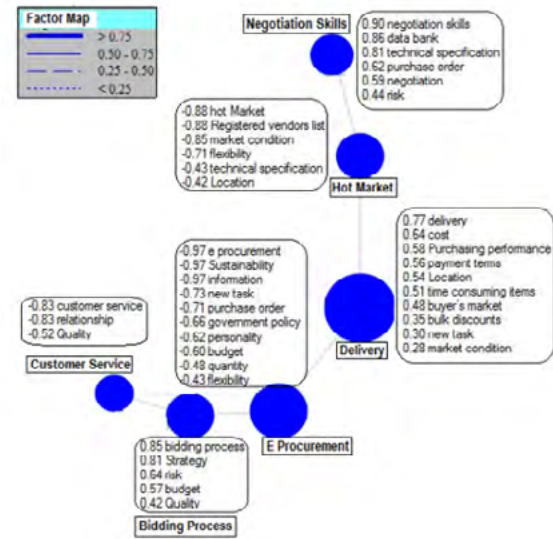 Factor Map
> 0.75
0.50 - 0.75
0.25 - 0.50
< 0.25
Negotiation Skills
0.90 negotiation skills
0.86 data bank
0.81 technical specification
0.62 purchase order
0.59 negotiation
0.44 risk
-0.88 hot Market
-0.88 Registered vendors list
-0.85 market condition
-0.71 flexibility
-0.43 technical specification
-0.42 Location
Hot Market
0.77 delivery
0.64 cost
0.58 Purchasing performance
0.56 payment terms
0.54 Location
0.51 time consuming items
0.48 buyer's market
0.35 bulk discounts
0.30 new task
0.28 market condition
Delivery
-0.97 e procurement
-0.97 Sustainability
-0.97 information
-0.73 new task
-0.71 purchase order
-0.66 government policy
-0.62 personality
-0.60 budget
-0.48 quantity
-0.43 flexibility
E Procurement
-0.83 customer service
-0.83 relationship
-0.52 Quality
Customer Service
0.85 bidding process
0.81 Strategy
0.64 risk
0.57 budget
0.42 Quality
Bidding Process